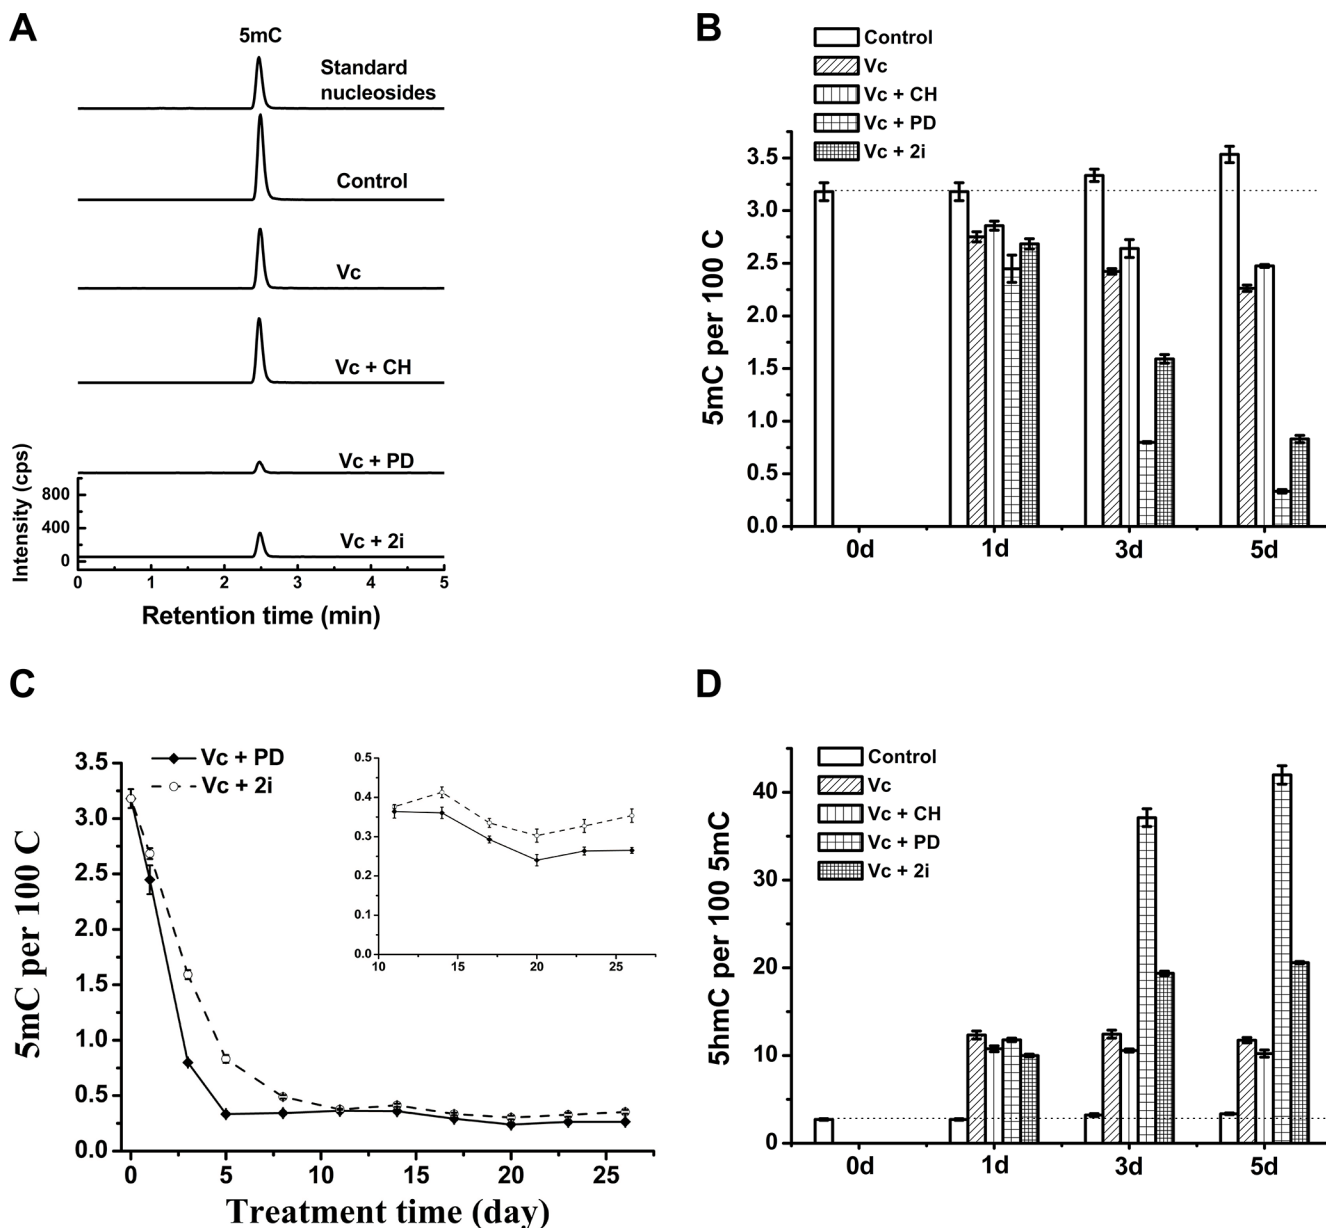 A
5mC
Standard
nucleosides
Control
Vc
Vc + CH
Vc + PD
Vc + 2i
Intensity (cps)
800
400
0
0 1 2 3 4 5
Retention time (min)
B
Control
Vc
Vc + CH
Vc + PD
Vc + 2i
5mC per 100 C
3.5
3.0
2.5
2.0
1.5
1.0
0.5
0.0
0d 1d 3d 5d
C
Vc + PD
Vc + 2i
5mC per 100 C
3.5
3.0
2.5
2.0
1.5
1.0
0.5
0.0
0 5 10 15 20 25
Treatment time (day)
0.5
0.4
0.3
0.2
0.1
0.0
10 15 20 25
D
Control
Vc
Vc + CH
Vc + PD
Vc + 2i
5hmC per 100 5mC
40
30
20
10
0
0d 1d 3d 5d